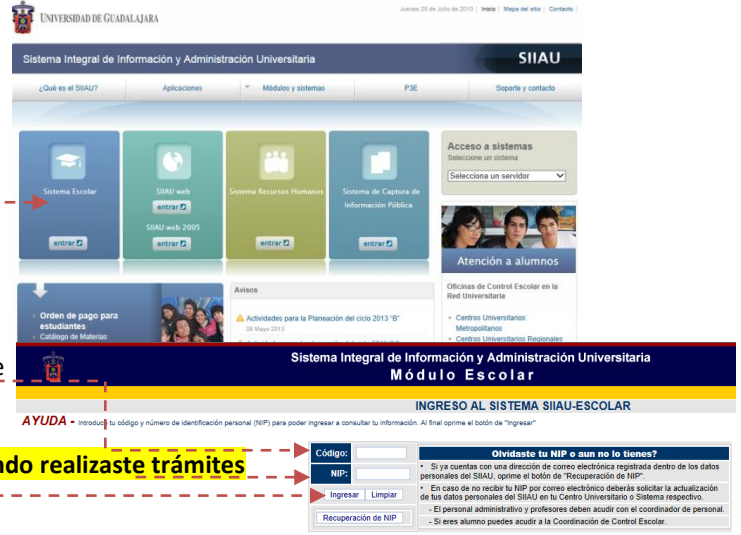 UNIVERSIDAD DE GUADALAJARA
Jueves 25 de Julio de 2013 | Inicio | Mapa del sitio | Contacto |
Sistema Integral de Información y Administración Universitaria
SIIAU
¿Qué es el SIIAU?
Aplicaciones
Módulos y sistemas
P3E
Soporte y contacto
Sistema Escolar
entrar
SIIAU web
entrar
SIIAU web 2005
entrar
Sistema Recursos Humanos
entrar
Sistema de Captura de
Información Pública
entrar
Acceso a sistemas
Seleccione un sistema
Selecciona un servidor
Atención a alumnos
Oficinas de Control Escolar en la
Red Universitaria
Centros Universitarios
Metropolitanos
Centros Universitarios Regionales
Orden de pago para
estudiantes
Catálogo de Materias
Avisos
Actividades para la Planeación del ciclo 2013 "B"
08 Mayo 2013
Sistema Integral de Información y Administración Universitaria
Módulo Escolar
INGRESO AL SISTEMA SIIAU-ESCOLAR
AYUDA - Introduce tu código y número de identificación personal (NIP) para poder ingresar a consultar tu información. Al final oprime el botón de "Ingresar"
ndo realizaste trámites
Código:
NIP:
Ingresar Limpiar
Recuperación de NIP
Olvidaste tu NIP o aun no lo tienes?
• Si ya cuentas con una dirección de correo electrónica registrada dentro de los datos
personales del SIIAU, oprime el botón de "Recuperación de NIP".
• En caso de no recibir tu NIP por correo electrónico deberás solicitar la actualización
de tus datos personales del SIIAU en tu Centro Universitario o Sistema respectivo.
- El personal administrativo y profesores deben acudir con el coordinador de personal.
- Si eres alumno puedes acudir a la Coordinación de Control Escolar.